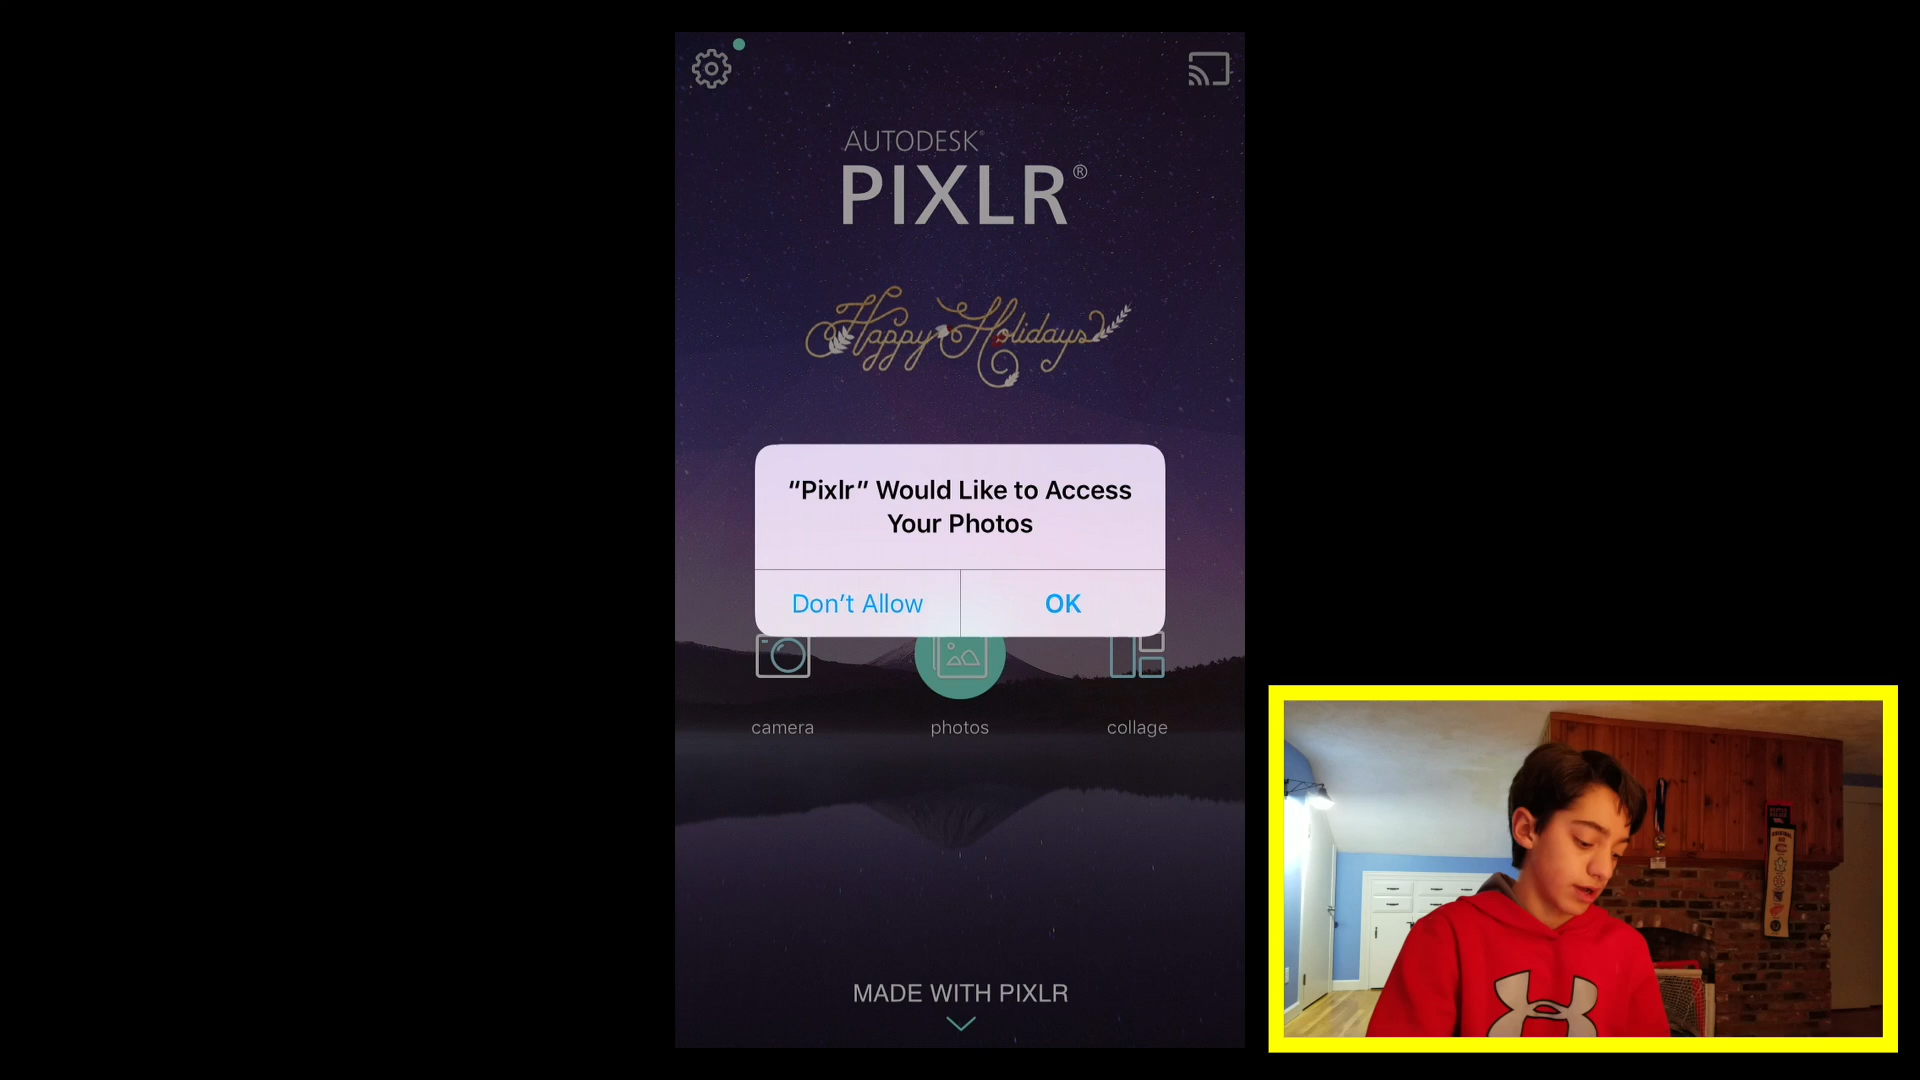 AUTODESK®
PIXLR®
Happy Holidays
“Pixlr” Would Like to Access
Your Photos
Don’t Allow
OK
camera
photos
collage
MADE WITH PIXLR